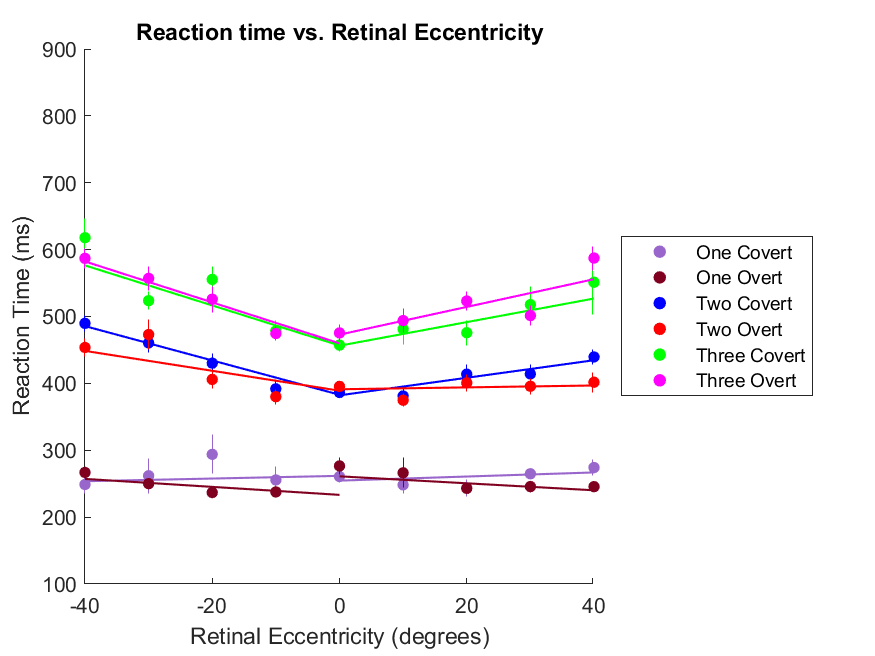 Reaction time vs. Retinal Eccentricity
900
800
700
600
500
400
300
200
100
Reaction Time (ms)
-40
-20
0
20
40
Retinal Eccentricity (degrees)
One Covert
One Overt
Two Covert
Two Overt
Three Covert
Three Overt